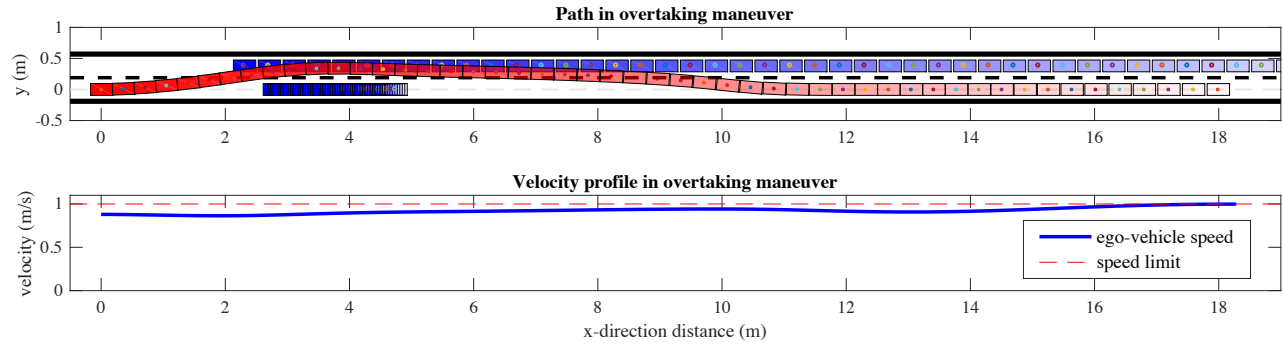 Path in overtaking maneuver
y (m)
1
0.5
0
-0.5
0 2 4 6 8 10 12 14 16 18
Velocity profile in overtaking maneuver
velocity (m/s)
1
0.5
0
ego-vehicle speed
speed limit
0 2 4 6 8 10 12 14 16 18
x-direction distance (m)